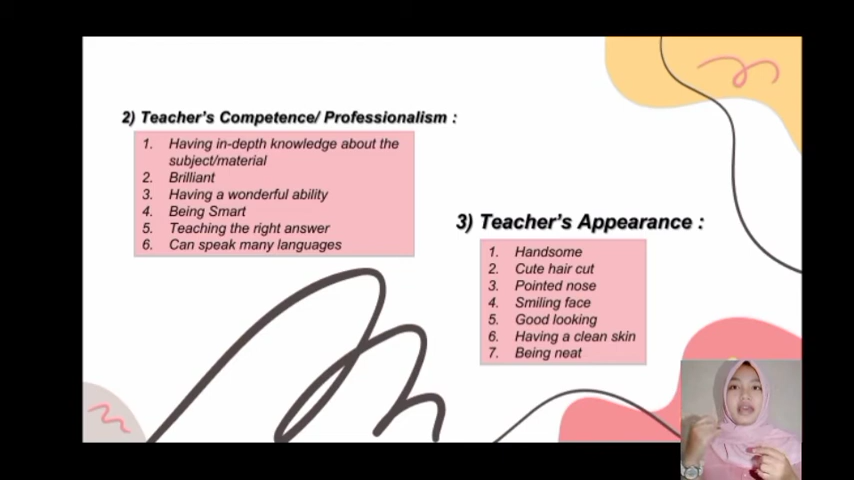 2) Teacher's Competence/ Professionalism :
1. Having in-depth knowledge about the
subject/material
2. Brilliant
3. Having a wonderful ability
4. Being Smart
5. Teaching the right answer
6. Can speak many languages
3) Teacher's Appearance :
1. Handsome
2. Cute hair cut
3. Pointed nose
4. Smiling face
5. Good looking
6. Having a clean skin
7. Being neat